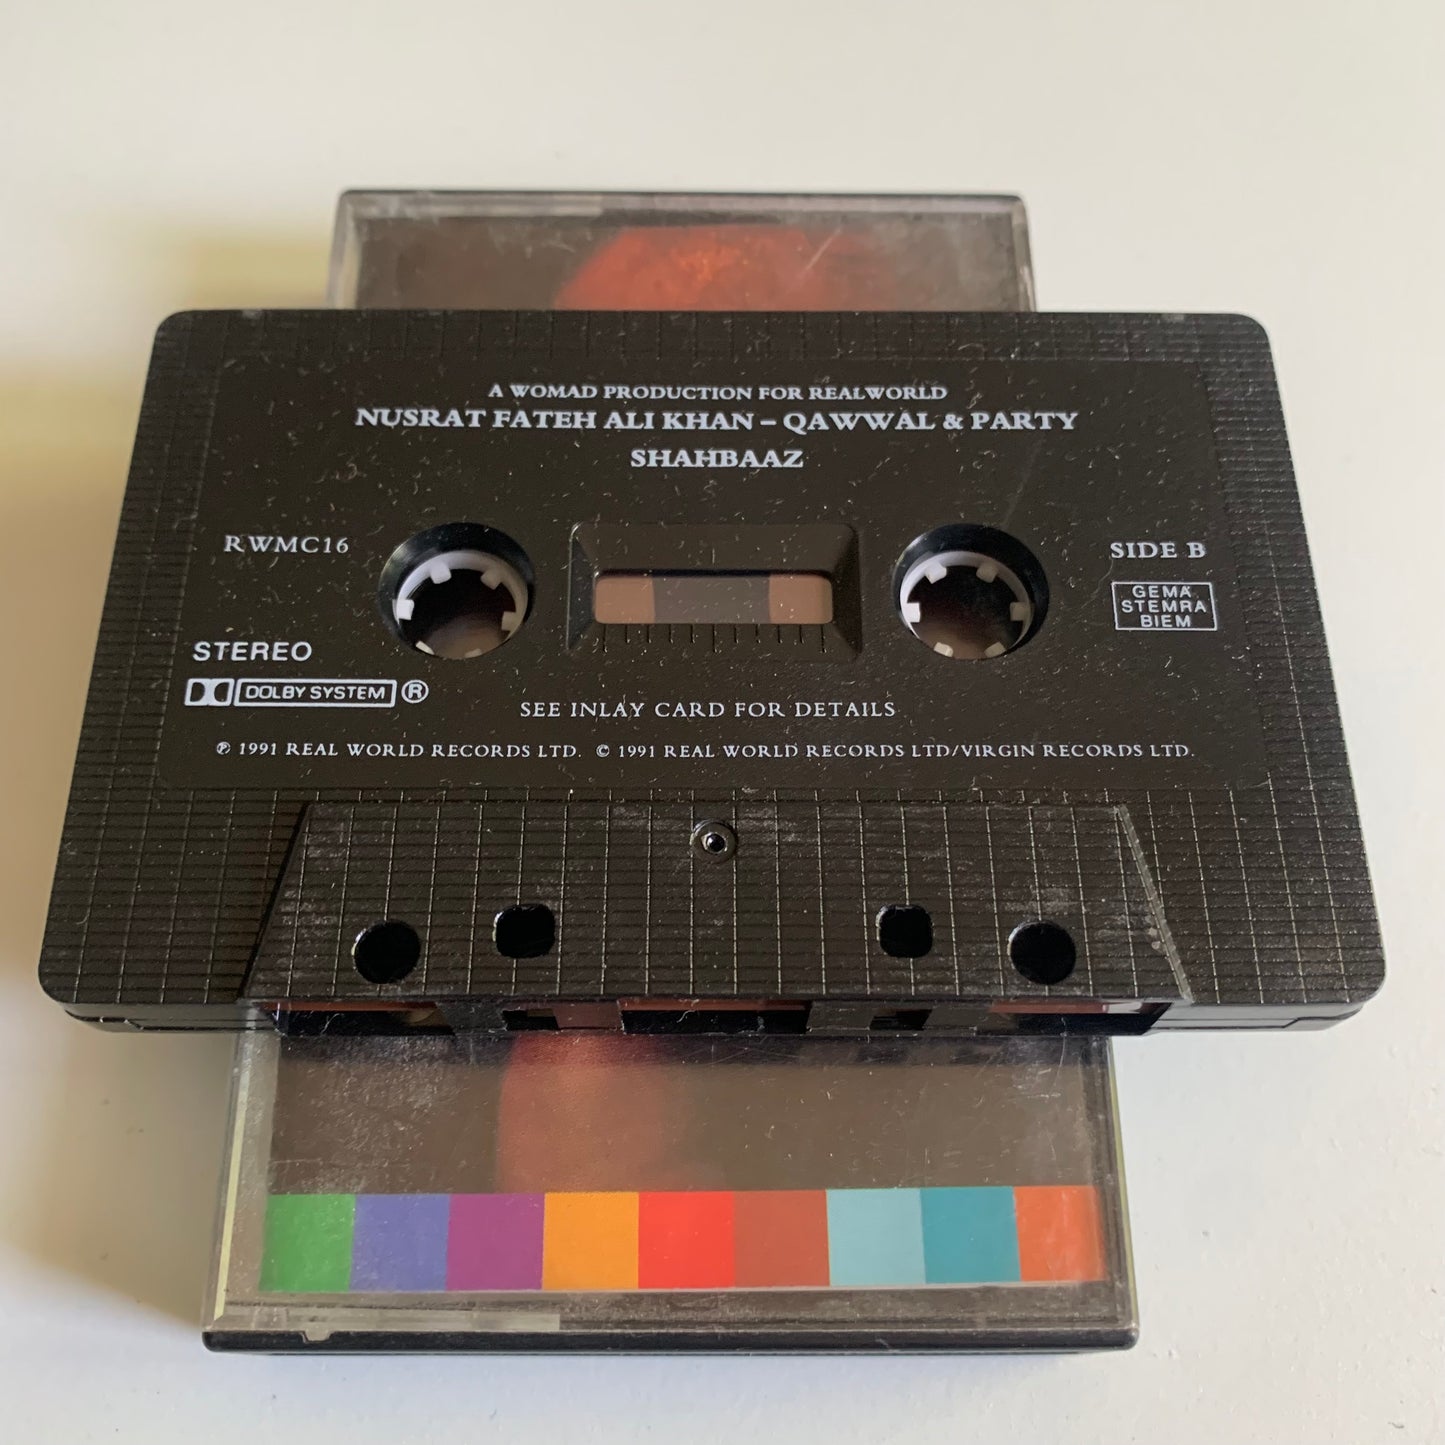 A WOMAD PRODUCTION FOR REALWORLD
NUSRAT FATEH ALI KHAN – QAWWAL & PARTY
SHAHBAAZ
RWMC16
SIDE B
GEMA
STEMRA
BIEM
STEREO
DOLBY SYSTEM ®
SEE INLAY CARD FOR DETAILS
℗ 1991 REAL WORLD RECORDS LTD. © 1991 REAL WORLD RECORDS LTD/VIRGIN RECORDS LTD.